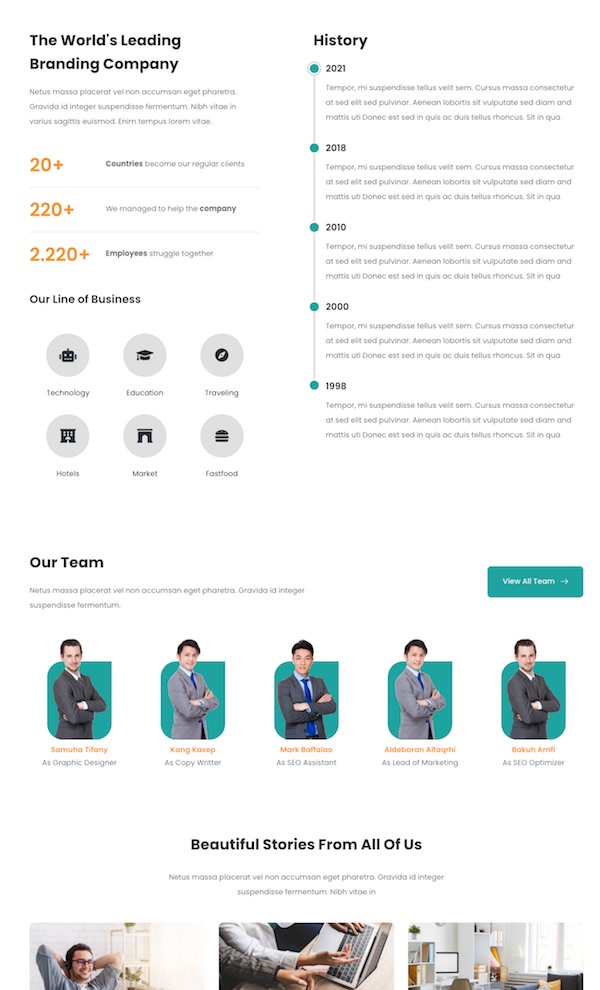 The World's Leading
Branding Company
Netus massa placerat vel non accumsan eget pharetra.
Gravida id integer suspendisse fermentum. Nibh vitae in
varius sagittis euismod. Enim tempus lorem vitae.
20+
Countries become our regular clients
220+
We managed to help the company
2.220+
Employees struggle together
Our Line of Business
Technology
Education
Traveling
Hotels
Market
Fastfood
History
2021
Tempor, mi suspendisse tellus velit sem. Cursus massa consectetur
at sed elit sed pulvinar. Aenean lobortis sit vulputate sed diam and
mattis uti Donec est sed in quis ac duis tellus rhoncus. Sit in qua
2018
Tempor, mi suspendisse tellus velit sem. Cursus massa consectetur
at sed elit sed pulvinar. Aenean lobortis sit vulputate sed diam and
mattis uti Donec est sed in quis ac duis tellus rhoncus. Sit in qua
2010
Tempor, mi suspendisse tellus velit sem. Cursus massa consectetur
at sed elit sed pulvinar. Aenean lobortis sit vulputate sed diam and
mattis uti Donec est sed in quis ac duis tellus rhoncus. Sit in qua
2000
Tempor, mi suspendisse tellus velit sem. Cursus massa consectetur
at sed elit sed pulvinar. Aenean lobortis sit vulputate sed diam and
mattis uti Donec est sed in quis ac duis tellus rhoncus. Sit in qua
1998
Tempor, mi suspendisse tellus velit sem. Cursus massa consectetur
at sed elit sed pulvinar. Aenean lobortis sit vulputate sed diam and
mattis uti Donec est sed in quis ac duis tellus rhoncus. Sit in qua
Our Team
Netus massa placerat vel non accumsan eget pharetra. Gravida id integer
suspendisse fermentum.
View All Team
Samuha Tifany
As Graphic Designer
Kang Kasep
As Copy Writter
Mark Baffalao
As SEO Assistant
Aldebaran Alfaqrhi
As Lead of Marketing
Bakuh Arrifi
As SEO Optimizer
Beautiful Stories From All Of Us
Netus massa placerat vel non accumsan eget pharetra. Gravida id integer
suspendisse fermentum. Nibh vitae in